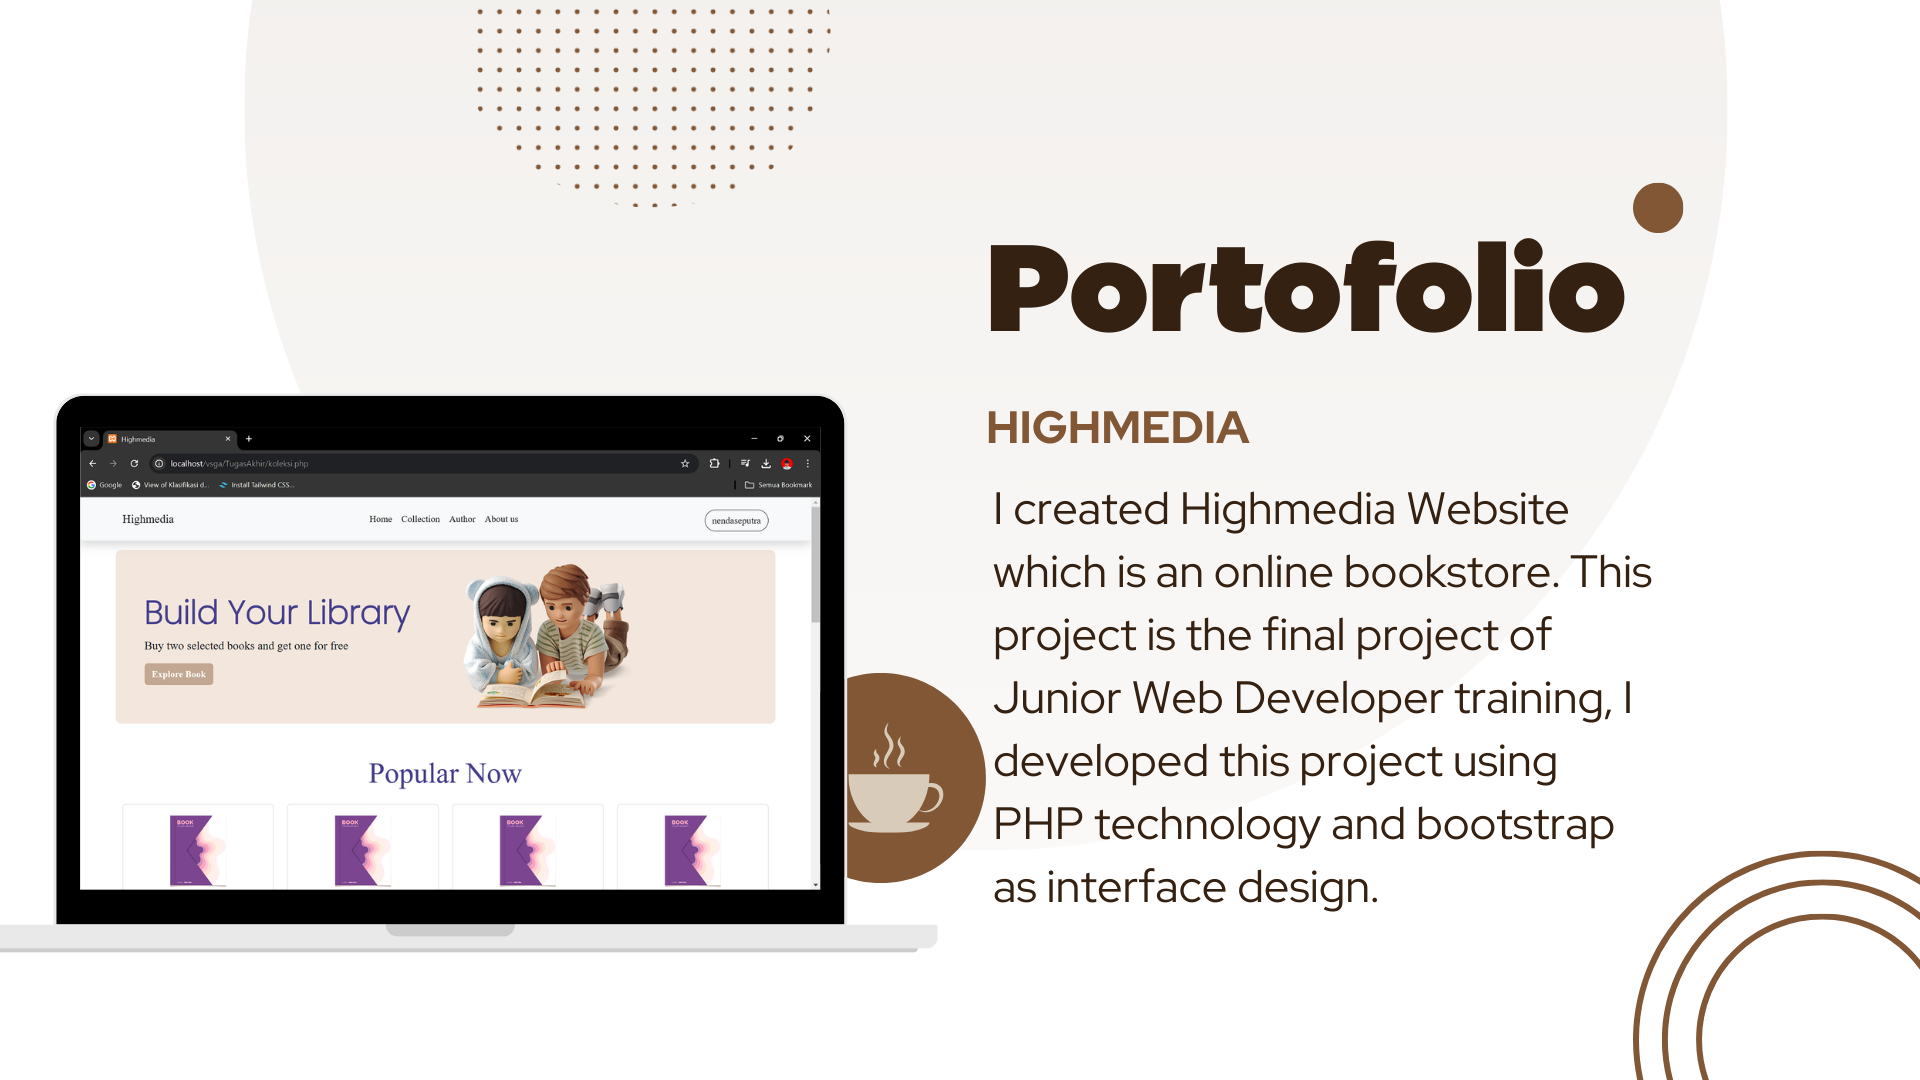 Portofolio
HIGHMEDIA
I created Highmedia Website
which is an online bookstore. This
project is the final project of
Junior Web Developer training, I
developed this project using
PHP technology and bootstrap
as interface design.
Highmedia
localhost/vsga/TugasAkhir/koleksi.php
Google View of Klasifikasi d... Install Tailwind CSS... Semua Bookmark
Highmedia Home Collection Author About us nendaseputra
Build Your Library
Buy two selected books and get one for free
Explore Book
Popular Now
BOOK BOOK BOOK BOOK